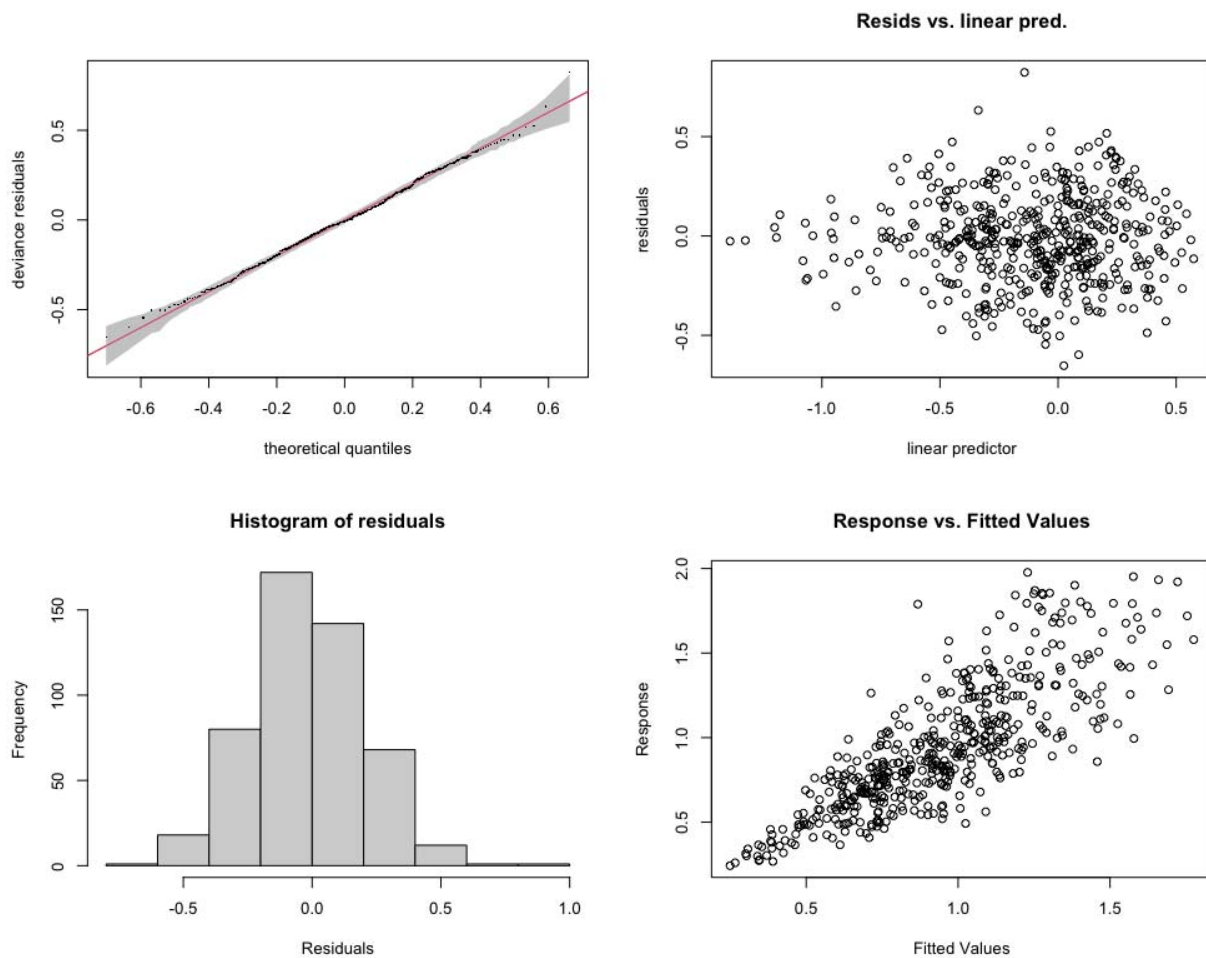 Resids vs. linear pred.
deviance residuals
0.5
0.0
-0.5
-0.6 -0.4 -0.2 0.0 0.2 0.4 0.6
theoretical quantiles
residuals
0.5
0.0
-0.5
-1.0 -0.5 0.0 0.5
linear predictor
Histogram of residuals
Frequency
150
100
50
0
-0.5 0.0 0.5 1.0
Residuals
Response vs. Fitted Values
Response
2.0
1.5
1.0
0.5
0.5 1.0 1.5
Fitted Values